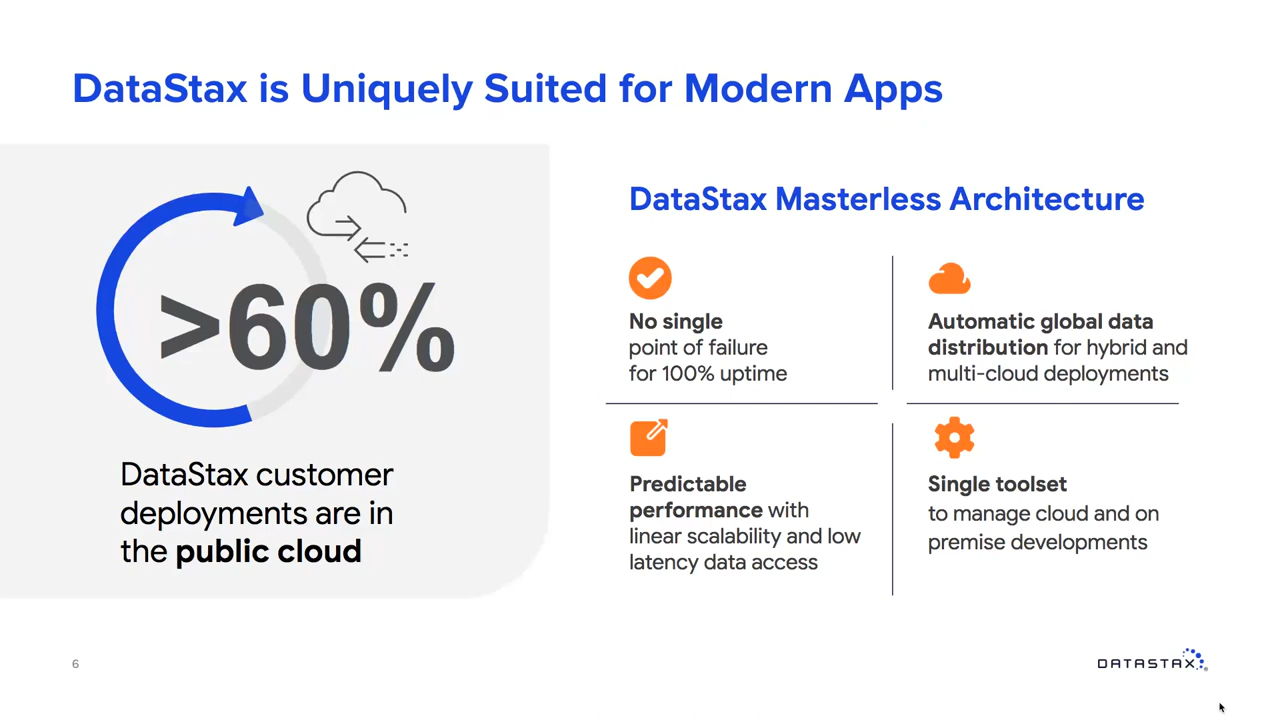 DataStax is Uniquely Suited for Modern Apps
>60%
DataStax customer
deployments are in
the public cloud
DataStax Masterless Architecture
No single
point of failure
for 100% uptime
Automatic global data
distribution for hybrid and
multi-cloud deployments
Predictable
performance with
linear scalability and low
latency data access
Single toolset
to manage cloud and on
premise developments
6
DATASTAX